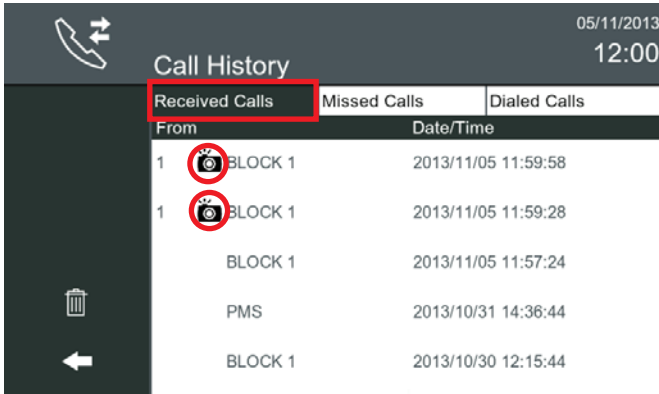 05/11/2013
12:00
Call History
Received Calls Missed Calls Dialed Calls
From Date/Time
1 BLOCK 1 2013/11/05 11:59:58
1 BLOCK 1 2013/11/05 11:59:28
BLOCK 1 2013/11/05 11:57:24
PMS 2013/10/31 14:36:44
BLOCK 1 2013/10/30 12:15:44